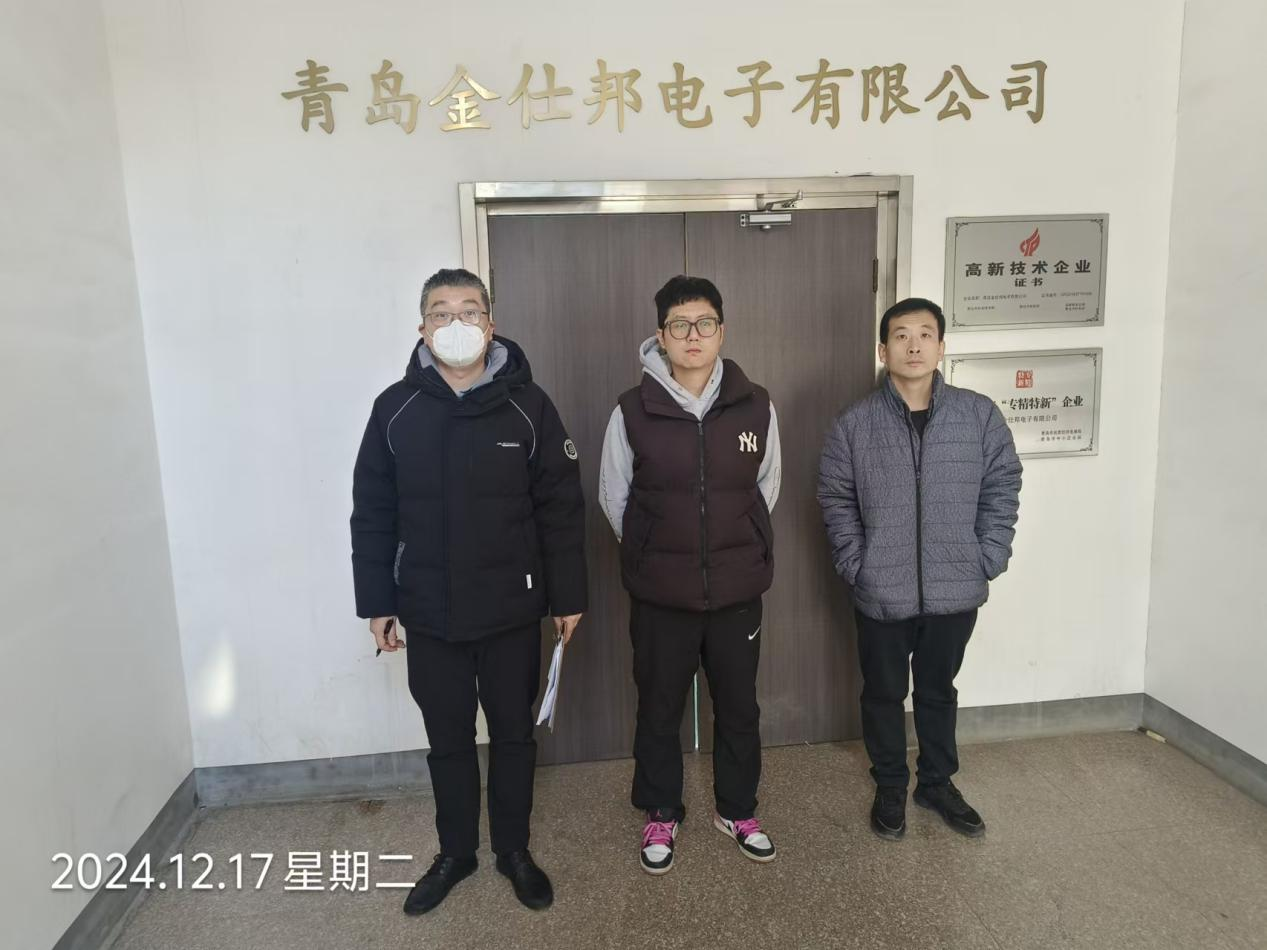 青岛金仕邦电子有限公司
高新技术企业
证书
NY
“专精特新”企业
仕邦电子有限公司
2024.12.17 星期二